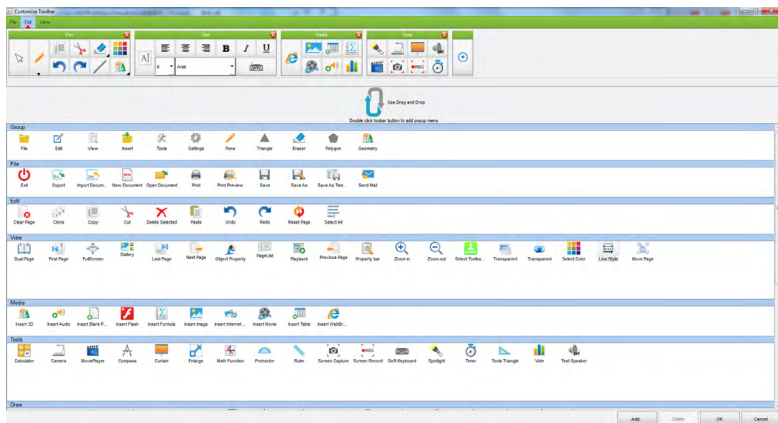 Customize Toolbar
File Edit View
Pen Text Media Tools
A B I U
Arial
REC
Use Drag and Drop
Double click toobar button to add popup menu
Group
File Edit View Insert Tools Settings Pens Triangle Eraser Polygon Geometry
File
Exit Export Import Docum... New Document Open Document Print Print Preview Save Save As Save As Tem... Send Mail
Edit
Clear Page Clone Copy Cut Delete Selected Paste Undo Redo Reset Page Select All
View
Dual Page First Page FullScreen Gallery Last Page Next Page Object Property PageList Playback Previous Page Property bar Zoom-in Zoom-out Select Toolba... Transparent Transparent Select Color Line Style Move Page
Media
Insert 3D Insert Audio Insert Blank P... Insert Flash Insert Formula Insert Image Insert Internet... Insert Movie Insert Table Insert WebBr...
Tools
Calculator Camera MoviePlayer Compass Curtain Enlarge Math Function Protractor Ruler Screen Capture Screen Record Soft Keyboard Spotlight Timer Tools Triangle Vote Text Speaker
Draw
Add Delete OK Cancel